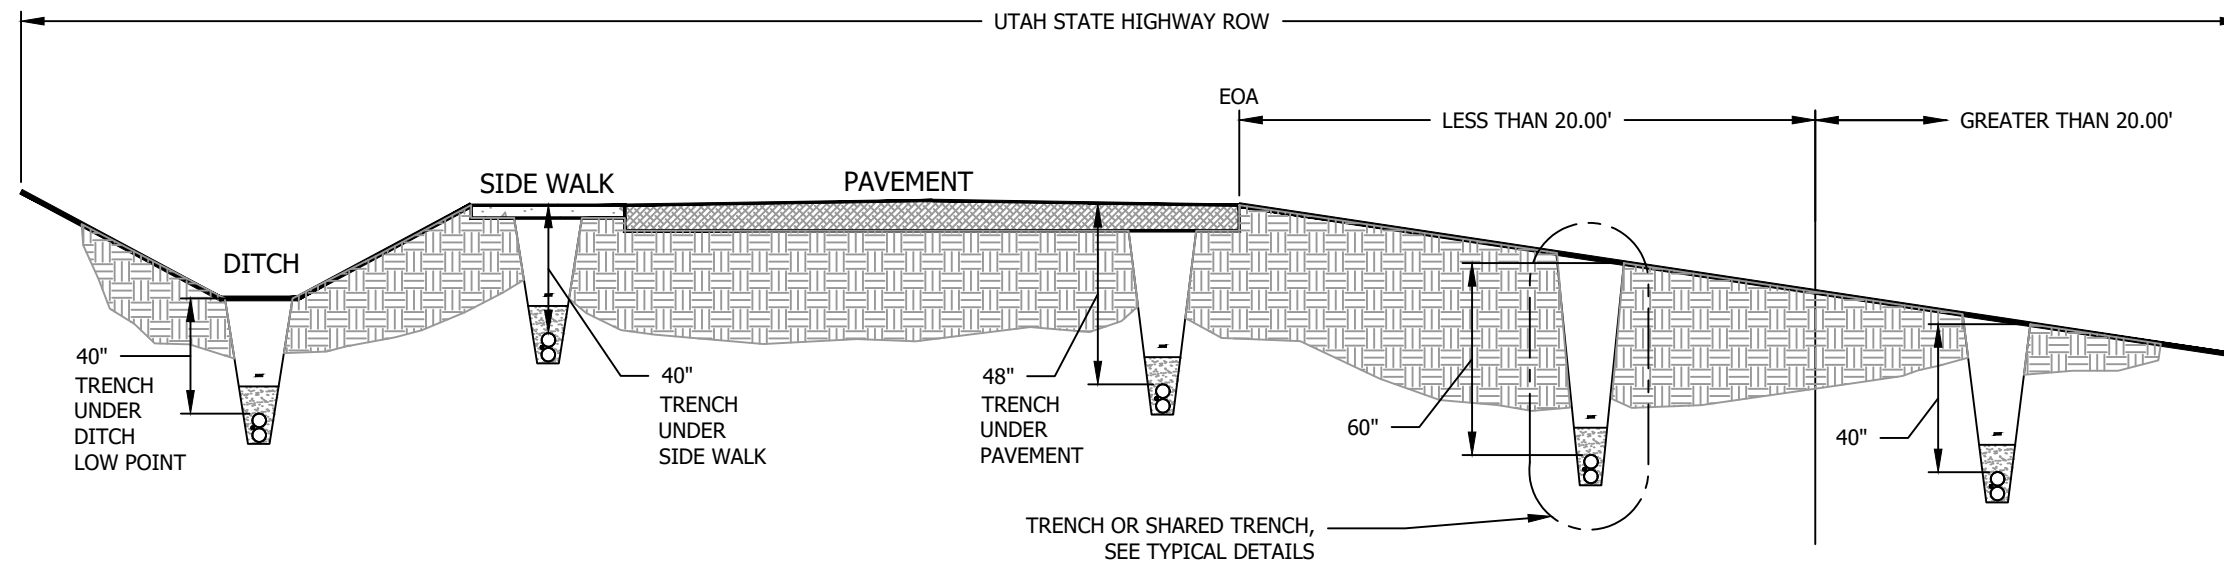 UTAH STATE HIGHWAY ROW
EOA
LESS THAN 20.00'
GREATER THAN 20.00'
SIDE WALK
PAVEMENT
DITCH
40"
TRENCH
UNDER
DITCH
LOW POINT
40"
TRENCH
UNDER
SIDE WALK
48"
TRENCH
UNDER
PAVEMENT
60"
40"
TRENCH OR SHARED TRENCH,
SEE TYPICAL DETAILS